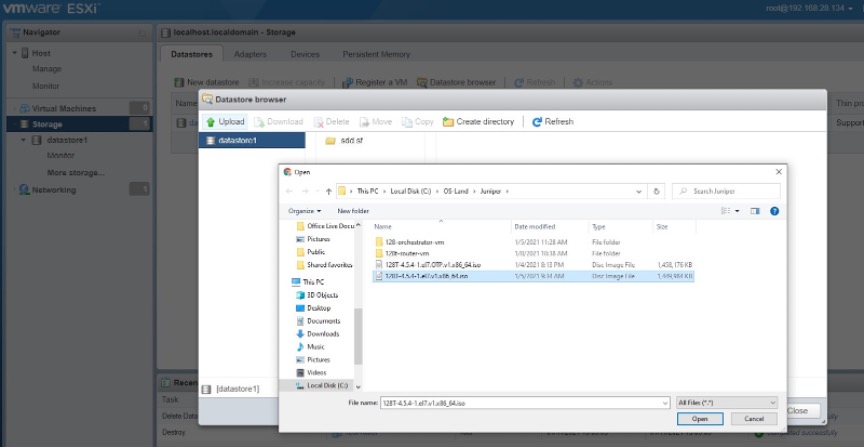 vmware ESXi
root@192.168.28.134
Navigator
localhost.localdomain - Storage
Host
Manage
Monitor
Datastores Adapters Devices Persistent Memory
New datastore Increase capacity Register a VM Datastore browser Refresh Actions
Name
Thin pro
Virtual Machines 0
Storage 1
Support
datastore1
Monitor
More storage...
Networking 1
Datastore browser
Upload Download Delete Move Copy Create directory Refresh
datastore1
sdd sf
Open
This PC > Local Disk (C:) > OS-Land > Juniper >
Search Juniper
Organize New folder
Office Live Docu
Pictures
Public
Shared favorites
This PC
3D Objects
Desktop
Documents
Downloads
Music
Pictures
Videos
Local Disk (C:)
Name Date modified Type Size
128-orchestrator-vm 1/5/2021 11:28 AM File folder
128t-router-vm 1/8/2021 10:38 AM File folder
128T-4.5.4-1.el7.OTP.v1.x86_64.iso 1/4/2021 8:13 PM Disc Image File 1,458,176 KB
128T-4.5.4-1.el7.v1.x86_64.iso 1/5/2021 9:34 AM Disc Image File 1,449,984 KB
File name: 128T-4.5.4-1.el7.v1.x86_64.iso
All Files (*.*)
Open Cancel
[datastore1]
Close
Recen
Task
Delete Data
Destroy